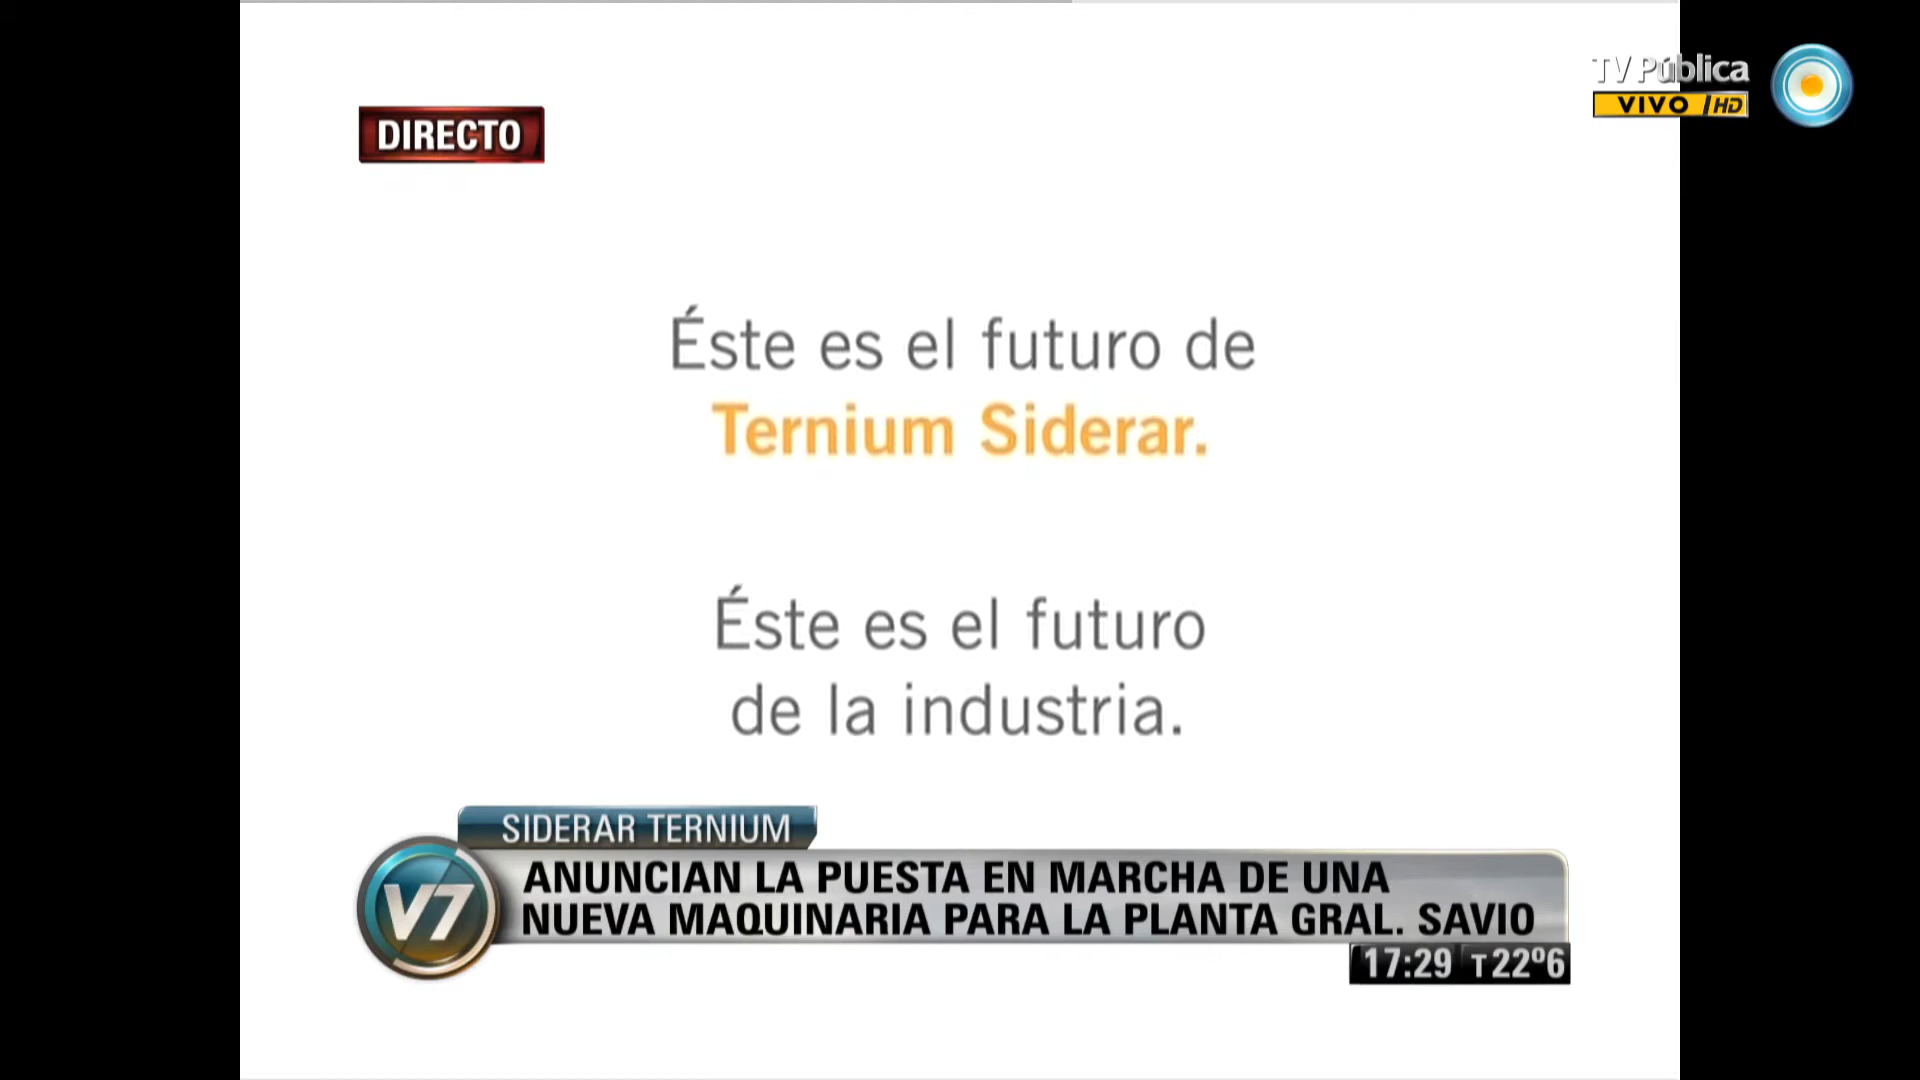 TV Pública
VIVO HD
DIRECTO
Éste es el futuro de
Ternium Siderar.
Éste es el futuro
de la industria.
SIDERAR TERNIUM
V7
ANUNCIAN LA PUESTA EN MARCHA DE UNA
NUEVA MAQUINARIA PARA LA PLANTA GRAL. SAVIO
17:29 T 22º6